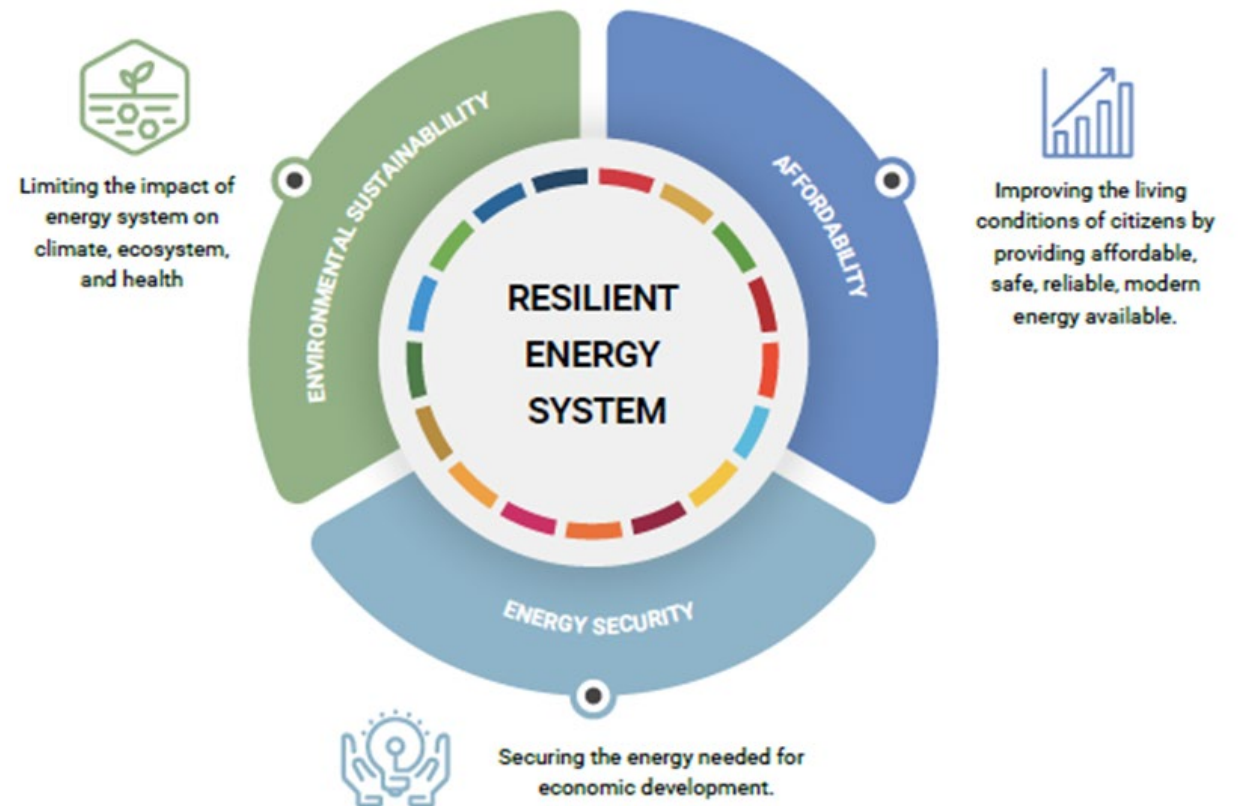 ENVIRONMENTAL SUSTAINABLILITY
Limiting the impact of
energy system on
climate, ecosystem,
and health
AFFORDABILITY
Improving the living
conditions of citizens by
providing affordable,
safe, reliable, modern
energy available.
RESILIENT
ENERGY
SYSTEM
ENERGY SECURITY
Securing the energy needed for
economic development.